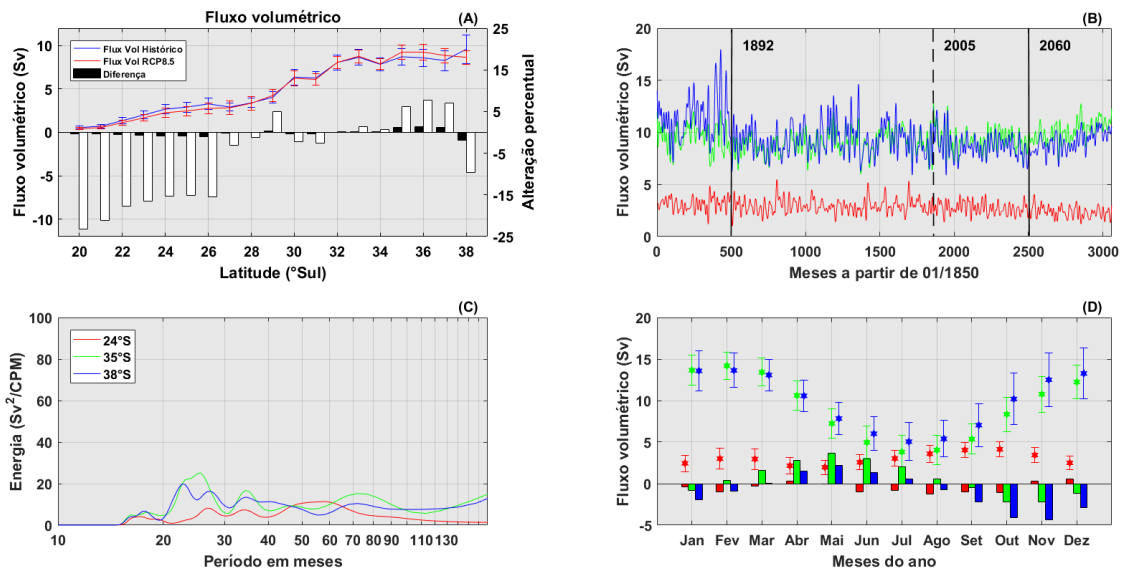 Fluxo volumétrico
(A)
Fluxo volumétrico (Sv)
10
5
0
-5
-10
Flux Vol Histórico
Flux Vol RCP8.5
Diferença
25
15
5
-5
-15
-25
Alteração percentual
20 22 24 26 28 30 32 34 36 38
Latitude (°Sul)
(B)
Fluxo volumétrico (Sv)
20
15
10
5
0
1892
2005
2060
0 500 1000 1500 2000 2500 3000
Meses a partir de 01/1850
(C)
Energia (Sv²/CPM)
100
80
60
40
20
0
24°S
35°S
38°S
10 20 30 40 50 60 70 80 90 110 130
Período em meses
(D)
Fluxo volumétrico (Sv)
20
15
10
5
0
-5
Jan Fev Mar Abr Mai Jun Jul Ago Set Out Nov Dez
Meses do ano